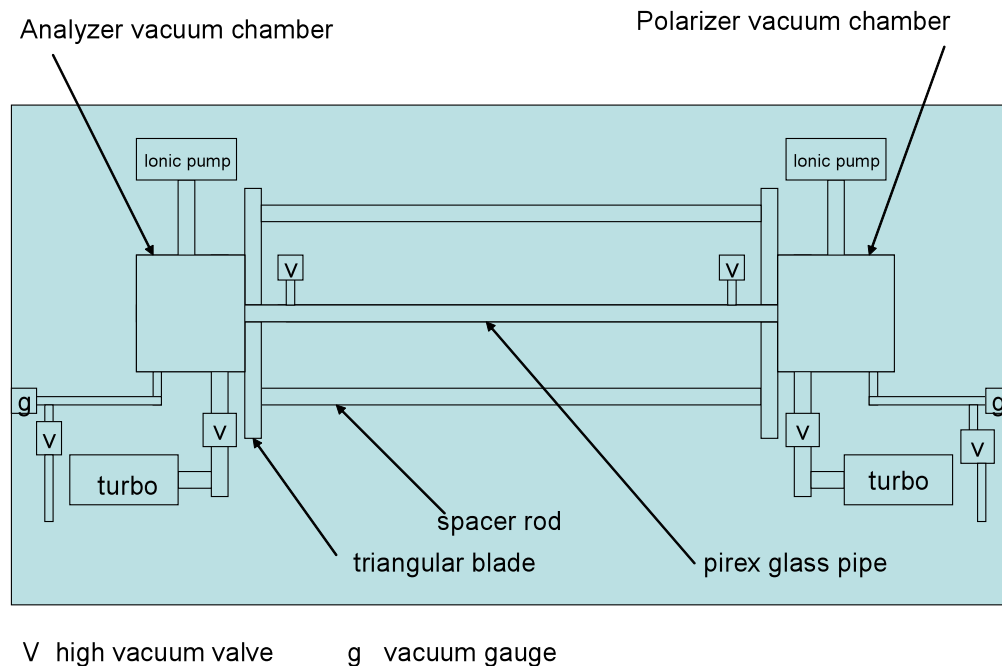 Analyzer vacuum chamber
Polarizer vacuum chamber
Ionic pump
Ionic pump
v
v
g
g
v
v
v
v
turbo
turbo
spacer rod
triangular blade
pirex glass pipe
V high vacuum valve
g vacuum gauge